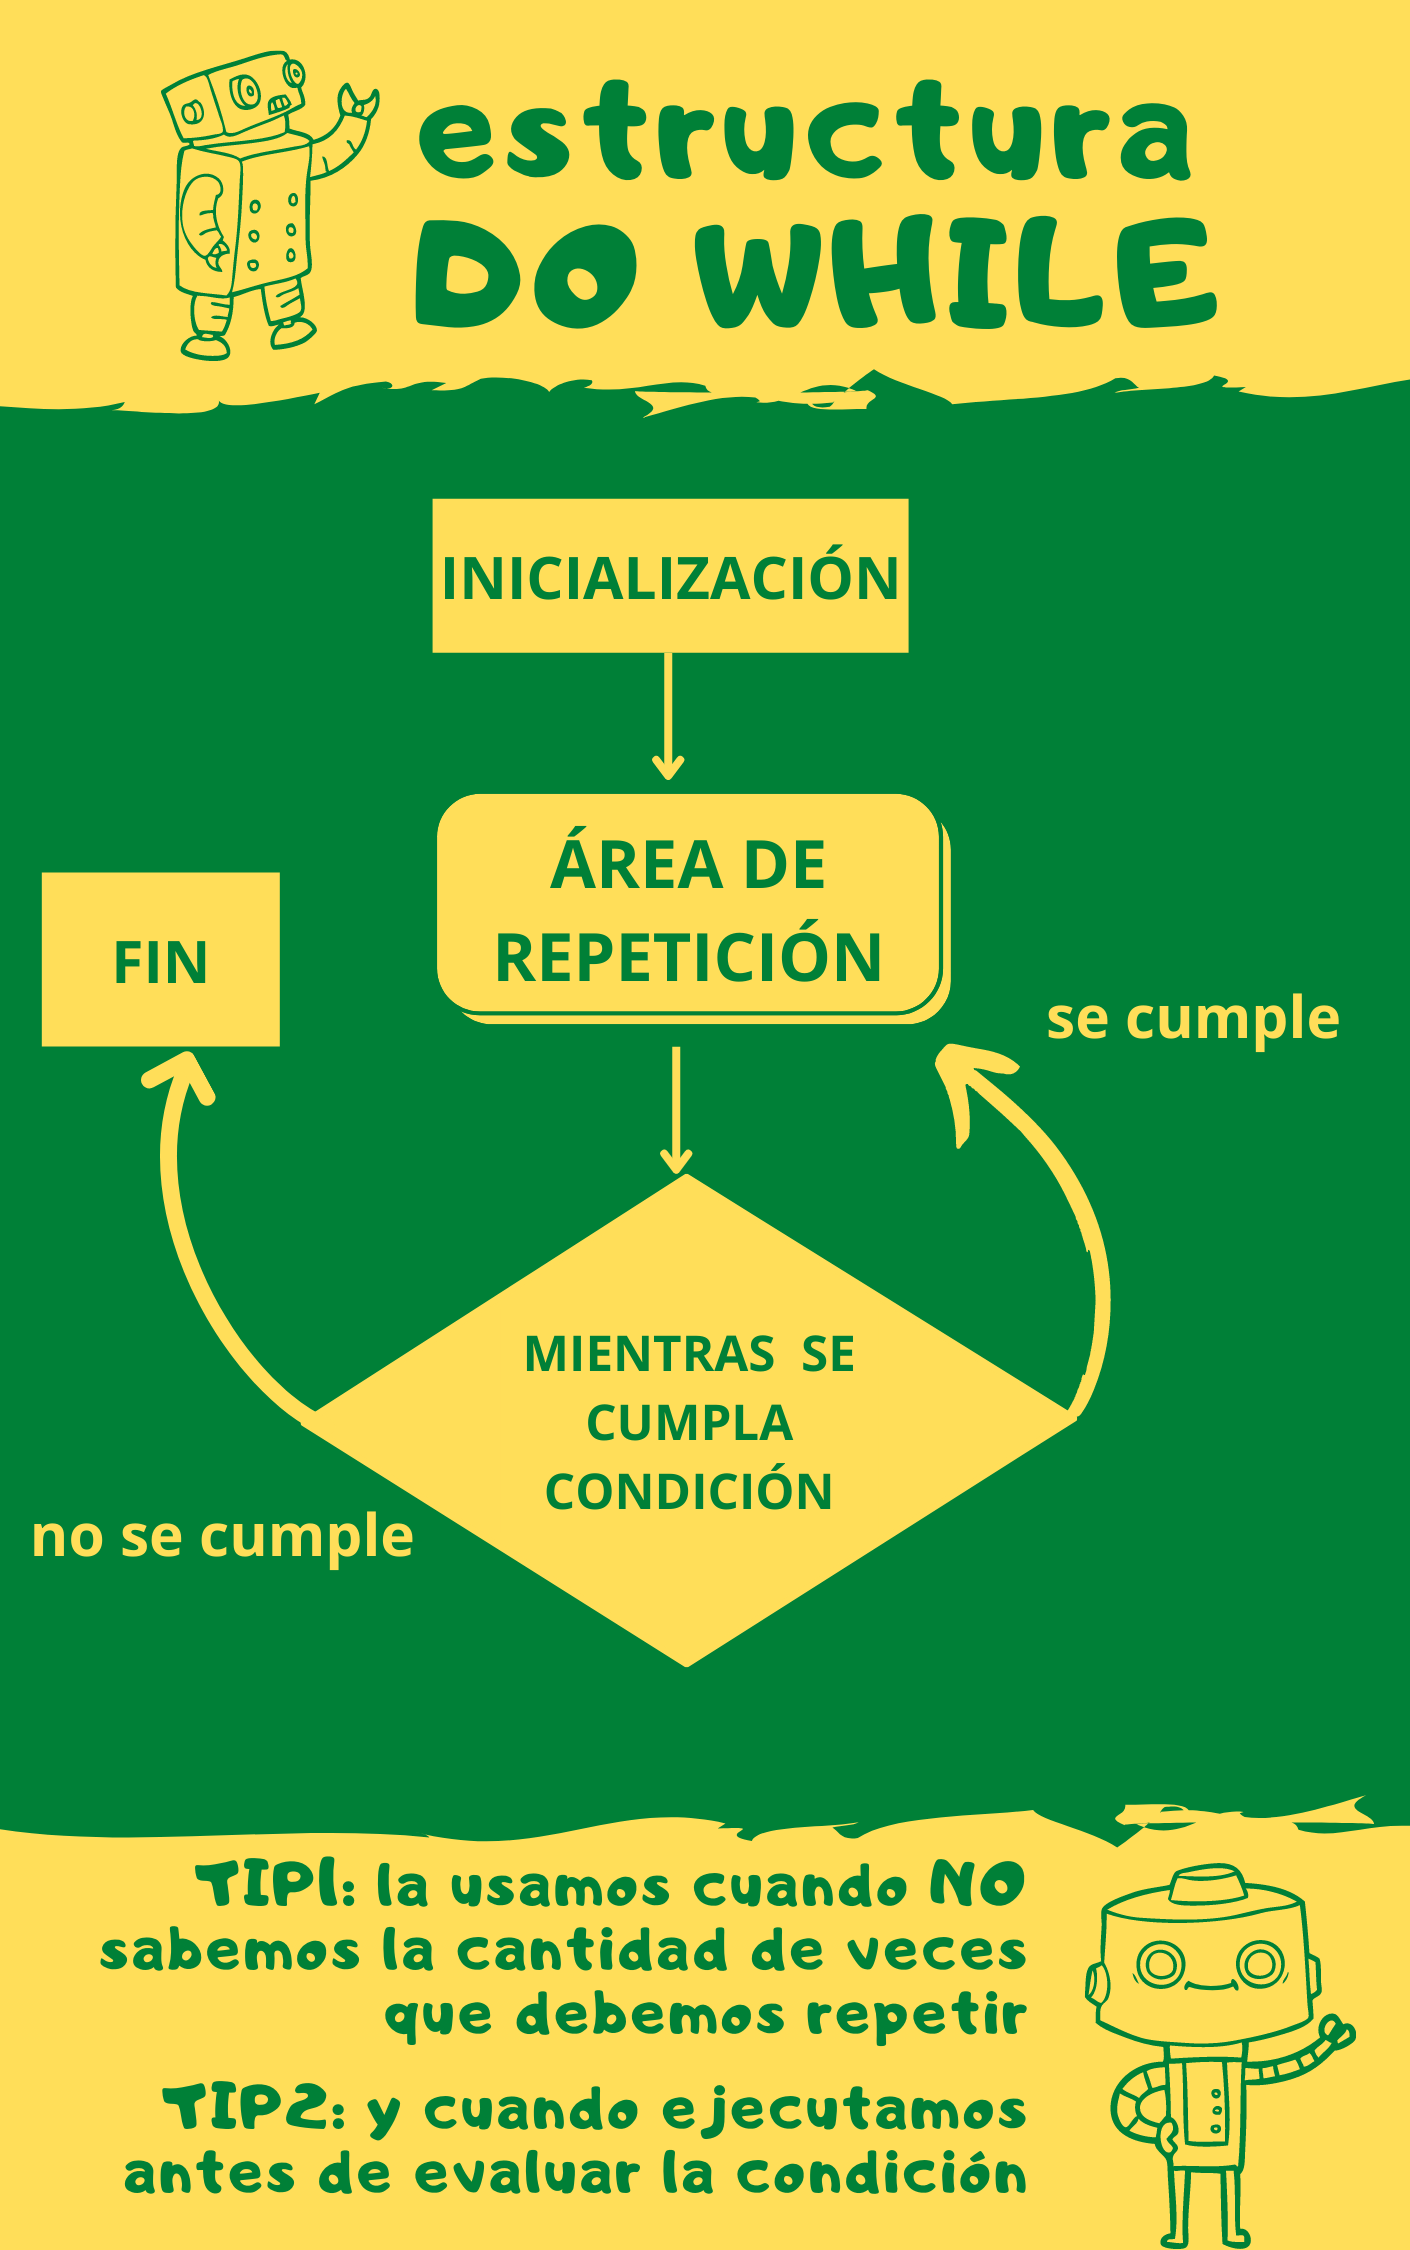 estructura
DO WHILE
INICIALIZACIÓN
ÁREA DE
REPETICIÓN
FIN
se cumple
MIENTRAS  SE
CUMPLA
CONDICIÓN
no se cumple
TIP1: la usamos cuando NO
sabemos la cantidad de veces
que debemos repetir
TIP2: y cuando ejecutamos
antes de evaluar la condición